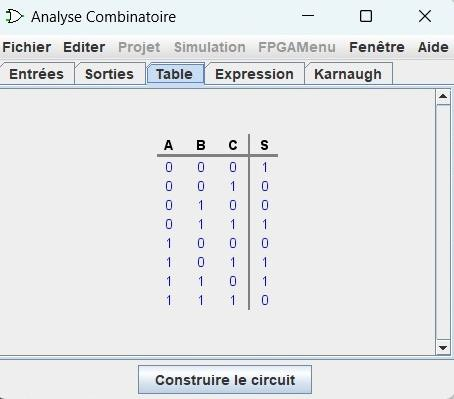 Analyse Combinatoire
Fichier Editer Projet Simulation FPGAMenu Fenêtre Aide
Entrées Sorties Table Expression Karnaugh
A B C S
0 0 0 1
0 0 1 0
0 1 0 0
0 1 1 1
1 0 0 0
1 0 1 1
1 1 0 1
1 1 1 0
Construire le circuit